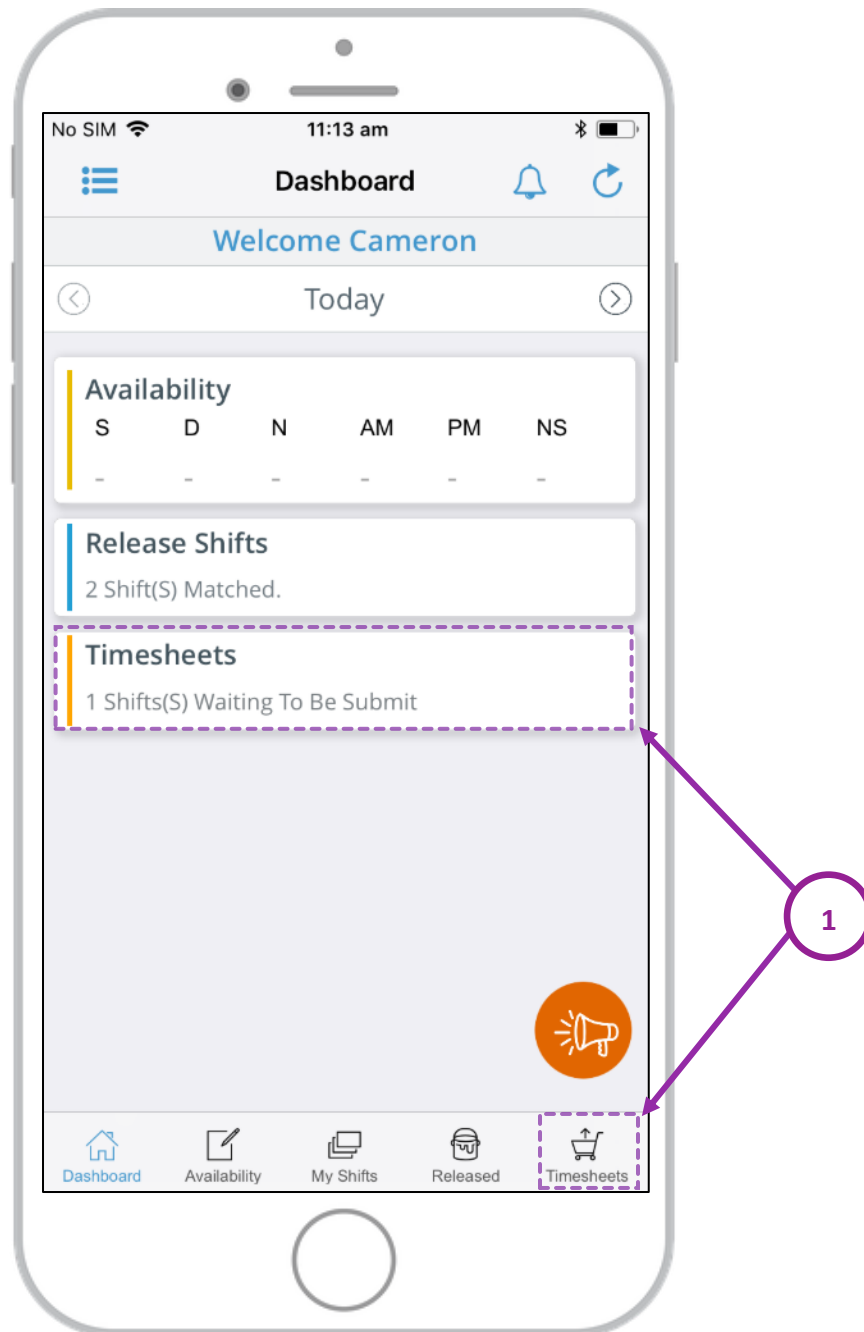 No SIM 11:13 am
Dashboard
Welcome Cameron
Today
Availability
S D N AM PM NS
- - - - - -
Release Shifts
2 Shift(S) Matched.
Timesheets
1 Shifts(S) Waiting To Be Submit
1
Dashboard Availability My Shifts Released Timesheets